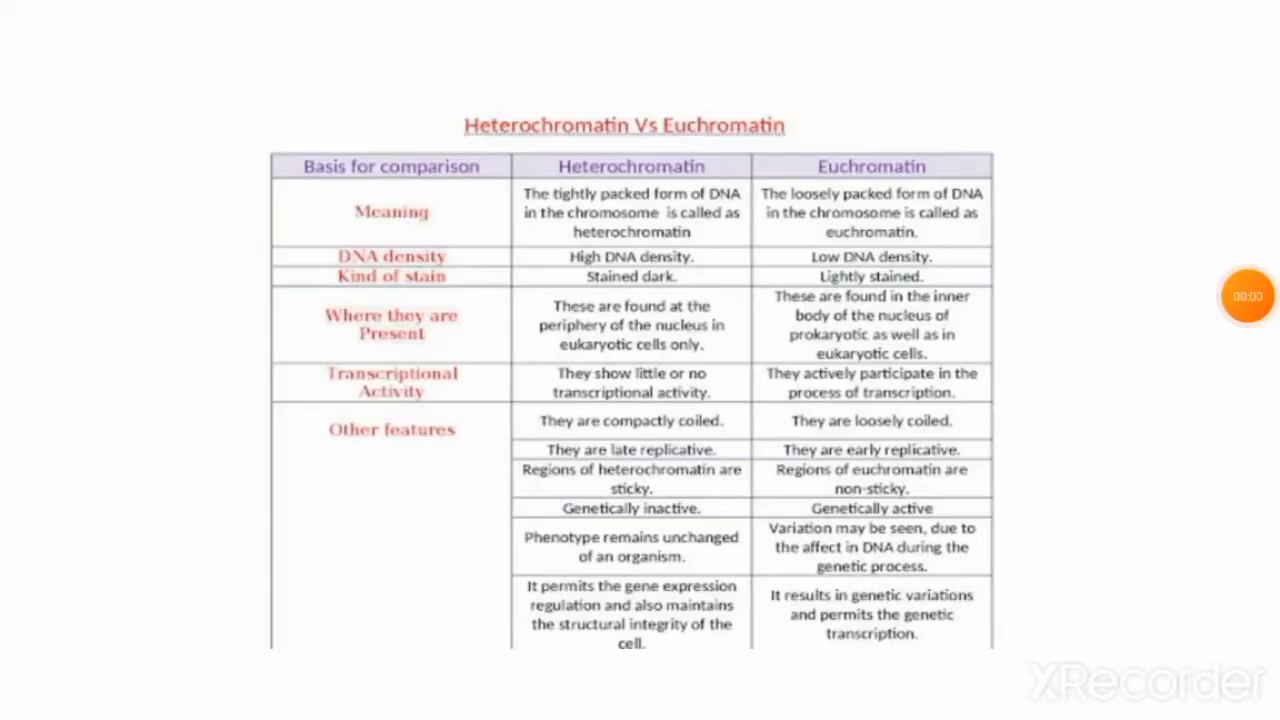 Heterochromatin Vs Euchromatin
Basis for comparison
Heterochromatin
Euchromatin
Meaning
The tightly packed form of DNA
in the chromosome is called as
heterochromatin
The loosely packed form of DNA
in the chromosome is called as
euchromatin.
DNA density
High DNA density.
Low DNA density.
Kind of stain
Stained dark.
Lightly stained.
Where they are
Present
These are found at the
periphery of the nucleus in
eukaryotic cells only.
These are found in the inner
body of the nucleus of
prokaryotic as well as in
eukaryotic cells.
Transcriptional
Activity
They show little or no
transcriptional activity.
They actively participate in the
process of transcription.
Other features
They are compactly coiled.
They are loosely coiled.
They are late replicative.
They are early replicative.
Regions of heterochromatin are
sticky.
Regions of euchromatin are
non-sticky.
Genetically inactive.
Genetically active
Phenotype remains unchanged
of an organism.
Variation may be seen, due to
the affect in DNA during the
genetic process.
It permits the gene expression
regulation and also maintains
the structural integrity of the
cell.
It results in genetic variations
and permits the genetic
transcription.
00:00
XRecorder